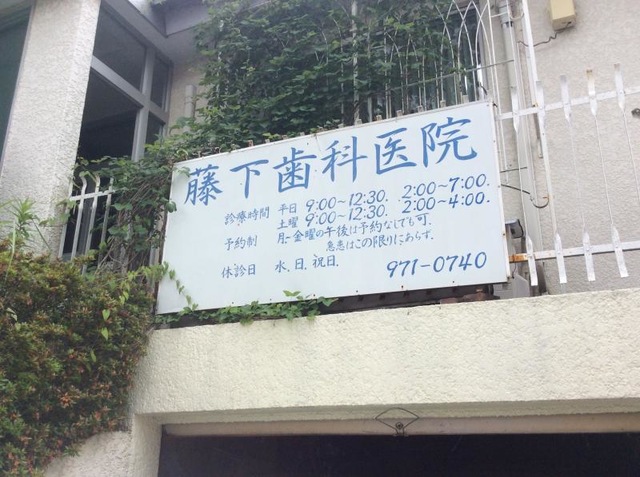 藤下歯科医院
診療時間 平日 9:00~12:30. 2:00~7:00.
土曜 9:00~12:30. 2:00~4:00.
予約制 月.~金曜の午後は予約なしでも可.
急患はこの限りにあらず.
休診日 水.日.祝日.
971-0740